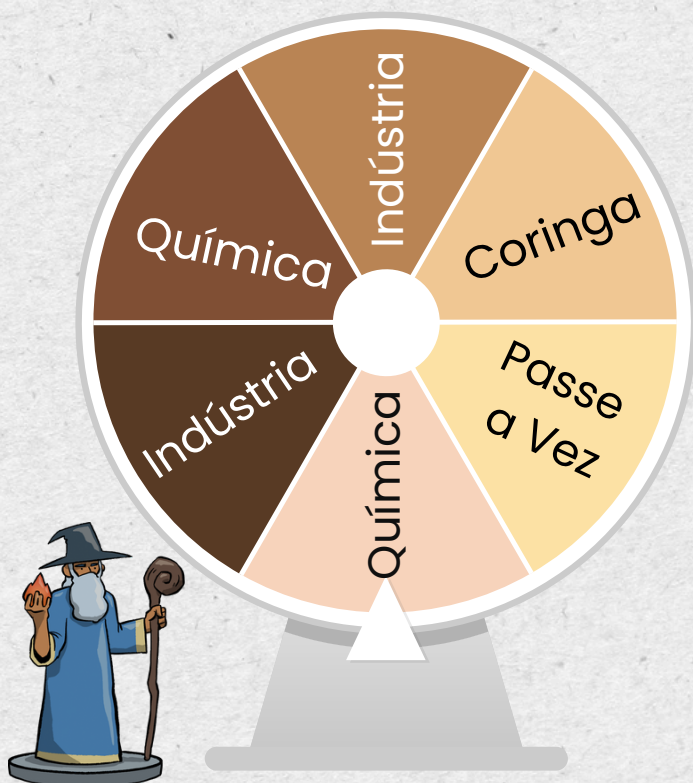 Indústria
Coringa
Passe
a Vez
Química
Indústria
Química